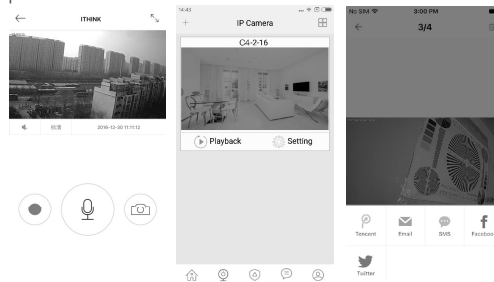 ITHINK
2016-12-30 11:11:12
14:43
IP Camera
C4-2-16
Playback
Setting
No SIM
3:00 PM
3/4
Tencent
Email
SMS
Faceboo
Twitter